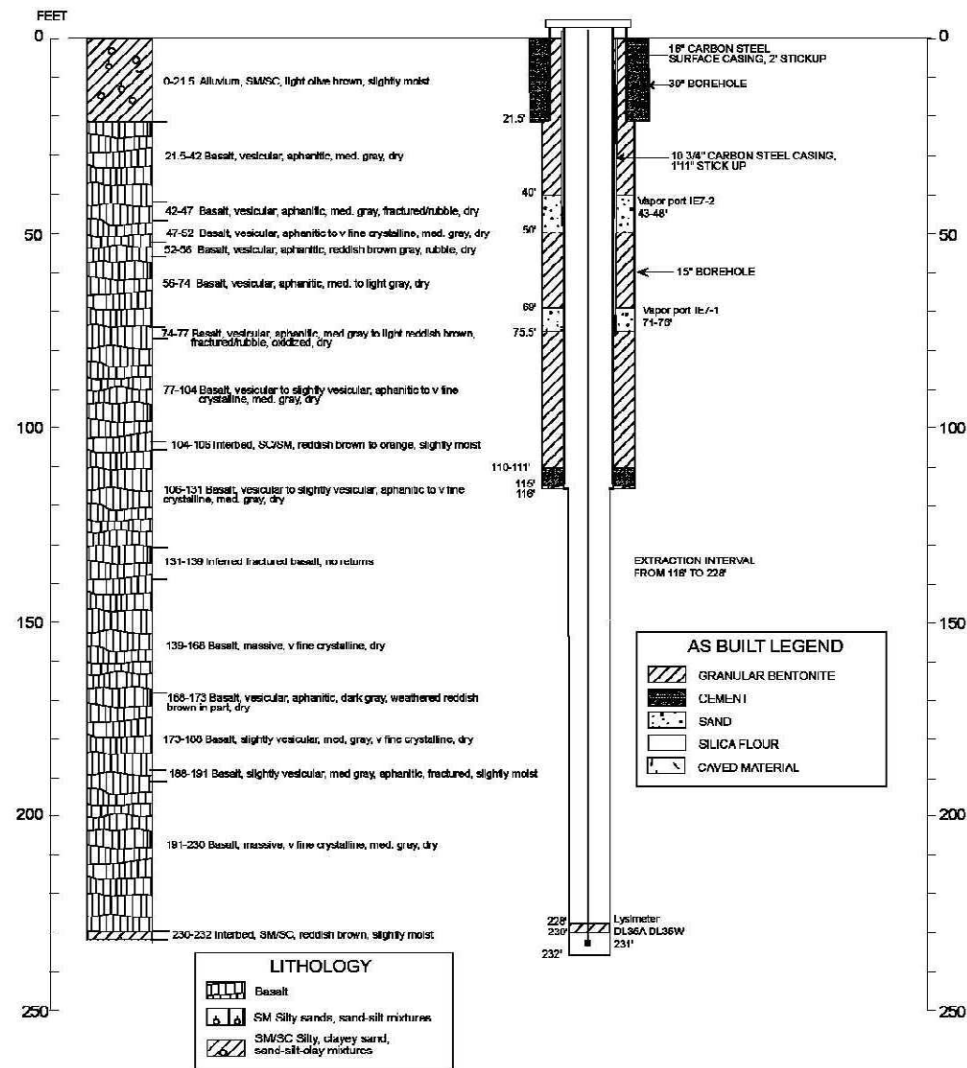 FEET
0
50
100
150
200
250
0-21.5 Alluvium, SM/SC, light olive brown, slightly moist
21.5-42 Basalt, vesicular, aphanitic, med. gray, dry
42-47 Basalt, vesicular, aphanitic, med. gray, fractured/rubble, dry
47-52 Basalt, vesicular, aphanitic to v fine crystalline, med. grey, dry
52-56 Basalt, vesicular, aphanitic, reddish brown gray, rubble, dry
56-74 Basalt, vesicular, aphanitic, med. to light gray, dry
74-77 Basalt, vesicular, aphanitic, med gray to light reddish brown,
fractured/rubble, oxidized, dry
77-104 Basalt, vesicular to slightly vesicular, aphanitic to v fine
crystalline, med. gray, dry
104-106 Interbed, SC/SM, reddish brown to orange, slightly moist
106-131 Basalt, vesicular to slightly vesicular, aphanitic to v fine
crystalline, med. gray, dry
131-139 Inferred fractured basalt, no returns
139-168 Basalt, massive, v fine crystalline, dry
168-173 Basalt, vesicular, aphanitic, dark gray, weathered reddish
brown in part, dry
173-188 Basalt, slightly vesicular, med. gray, v fine crystalline, dry
188-191 Basalt, slightly vesicular, med gray, aphanitic, fractured, slightly moist
191-230 Basalt, massive, v fine crystalline, med. gray, dry
230-232 Interbed, SM/SC, reddish brown, slightly moist
LITHOLOGY
Basalt
SM Silty sands, sand-silt mixtures
SM/SC Silty, clayey sand,
sand-silt-clay mixtures
21.5'
40'
50'
69'
75.5'
110-111'
115'
116'
228'
230'
232'
16" CARBON STEEL
SURFACE CASING, 2' STICKUP
30" BOREHOLE
10 3/4" CARBON STEEL CASING,
1'11" STICK UP
Vapor port IE7-2
43-48'
15" BOREHOLE
Vapor port IE7-1
71-76'
EXTRACTION INTERVAL
FROM 116' TO 228'
AS BUILT LEGEND
GRANULAR BENTONITE
CEMENT
SAND
SILICA FLOUR
CAVED MATERIAL
Lysimeter
DL35A DL35W
231'
0
50
100
150
200
250